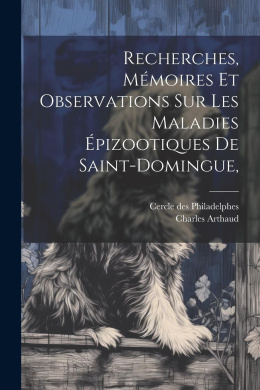 Recherches,
Mémoires Et
Observations Sur Les
Maladies
Épizootiques De
Saint-Domingue,
Cercle des Philadelphes
Charles Arthaud